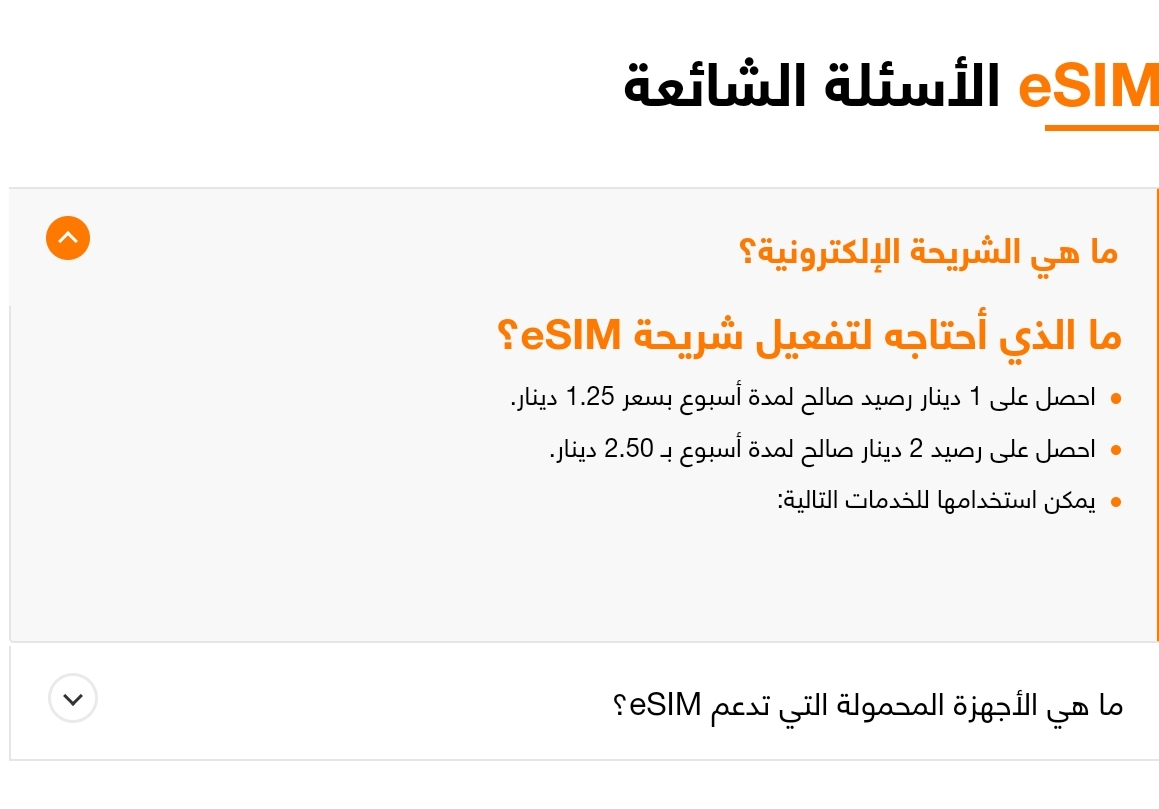 eSIM الأسئلة الشائعة
ما هي الشريحة الإلكترونية؟
ما الذي أحتاجه لتفعيل شريحة eSIM؟
احصل على 1 دينار رصيد صالح لمدة أسبوع بسعر 1.25 دينار.
احصل على رصيد 2 دينار صالح لمدة أسبوع بـ 2.50 دينار.
يمكن استخدامها للخدمات التالية:
ما هي الأجهزة المحمولة التي تدعم eSIM؟